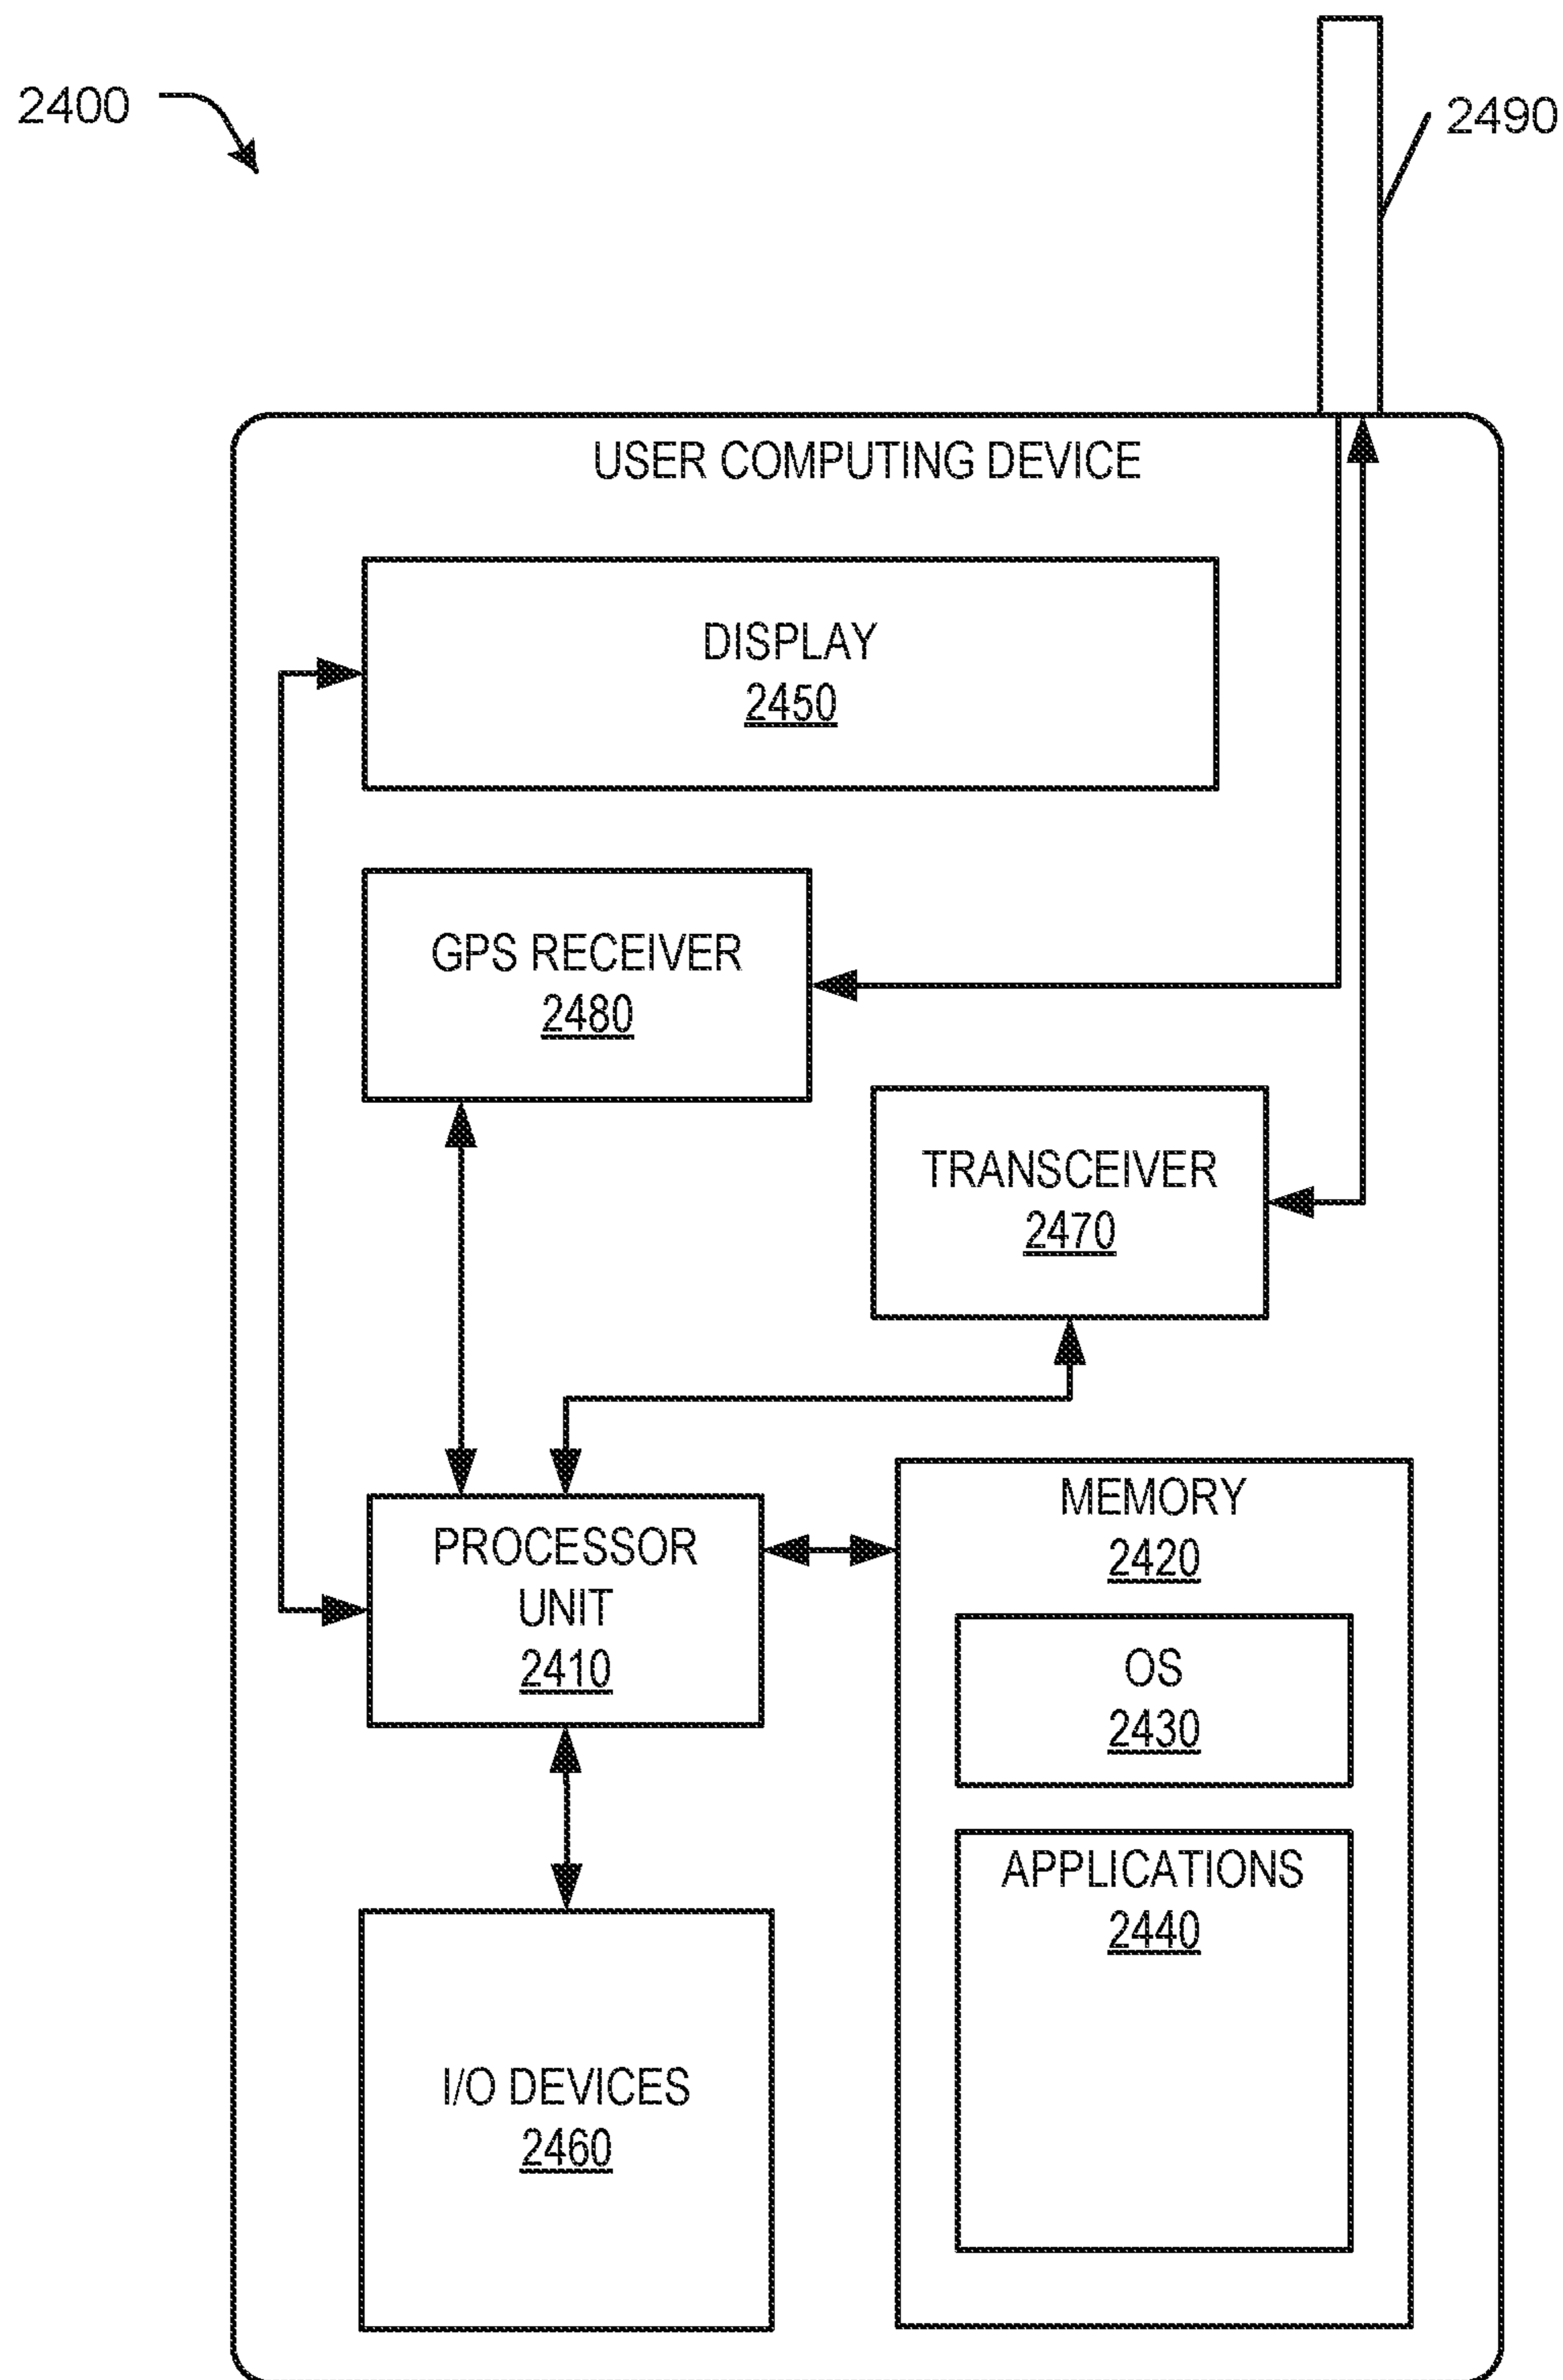 2400
2490
USER COMPUTING DEVICE
DISPLAY
2450
GPS RECEIVER
2480
TRANSCEIVER
2470
PROCESSOR
UNIT
2410
MEMORY
2420
OS
2430
APPLICATIONS
2440
I/O DEVICES
2460